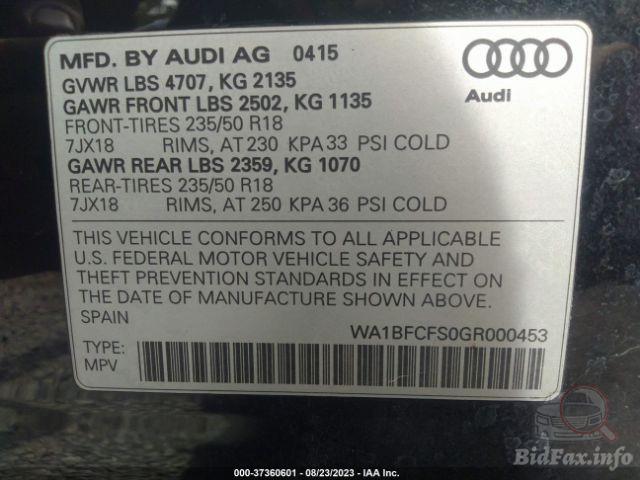 MFD. BY AUDI AG 0415
GVWR LBS 4707, KG 2135
GAWR FRONT LBS 2502, KG 1135
FRONT-TIRES 235/50 R18
7JX18 RIMS, AT 230 KPA 33 PSI COLD
GAWR REAR LBS 2359, KG 1070
REAR-TIRES 235/50 R18
7JX18 RIMS, AT 250 KPA 36 PSI COLD
Audi
THIS VEHICLE CONFORMS TO ALL APPLICABLE
U.S. FEDERAL MOTOR VEHICLE SAFETY AND
THEFT PREVENTION STANDARDS IN EFFECT ON
THE DATE OF MANUFACTURE SHOWN ABOVE.
SPAIN
WA1BFCFS0GR000453
TYPE:
MPV
BidFax.info
000-37360601 - 08/23/2023 - IAA Inc.